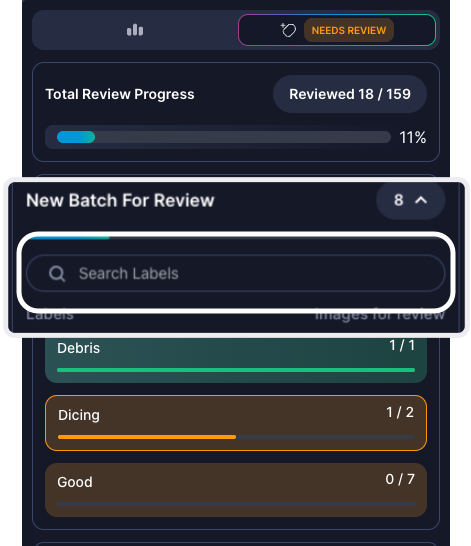 NEEDS REVIEW
Total Review Progress
Reviewed 18 / 159
11%
New Batch For Review
8
Search Labels
Labels Images for review
Debris 1 / 1
Dicing 1 / 2
Good 0 / 7